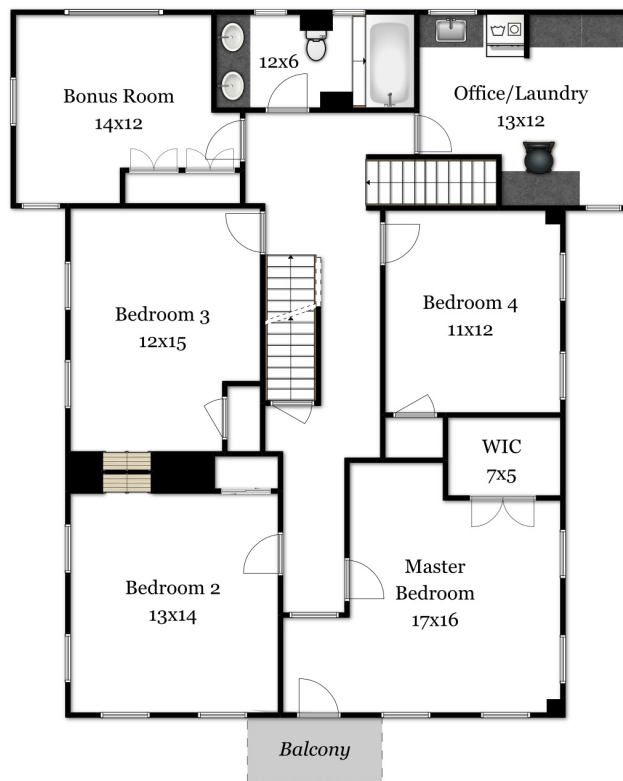 Bonus Room
14x12
12x6
Office/Laundry
13x12
Bedroom 3
12x15
Bedroom 4
11x12
WIC
7x5
Bedroom 2
13x14
Master
Bedroom
17x16
Balcony